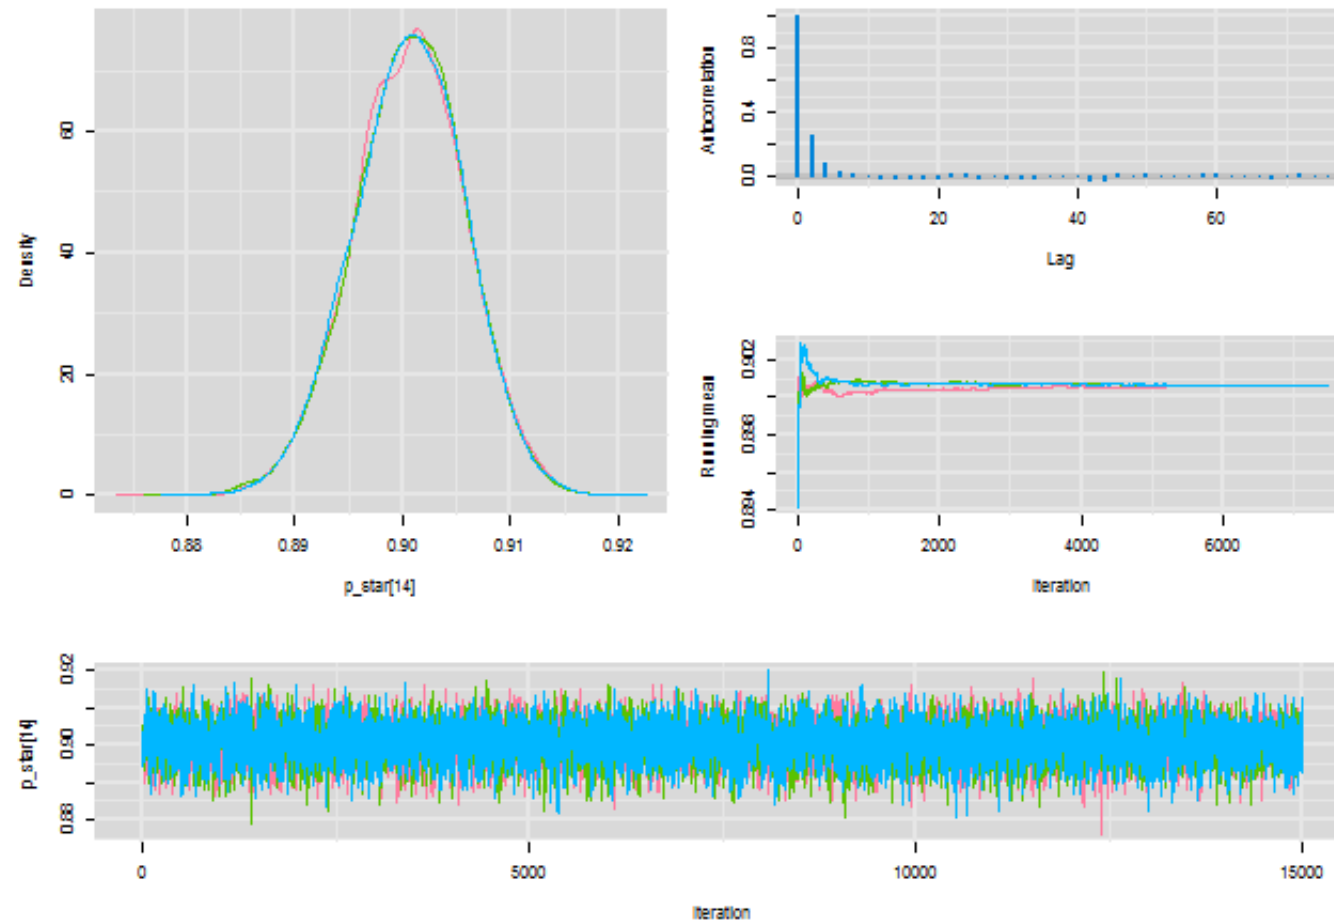 Density
60
40
20
0
0.88 0.89 0.90 0.91 0.92
p_star[14]
Autocorrelation
0.8
0.4
0.0
0 20 40 60
Lag
Running mean
0.902
0.898
0.894
0 2000 4000 6000
Iteration
p_star[14]
0.92
0.90
0.88
0 5000 10000 15000
Iteration